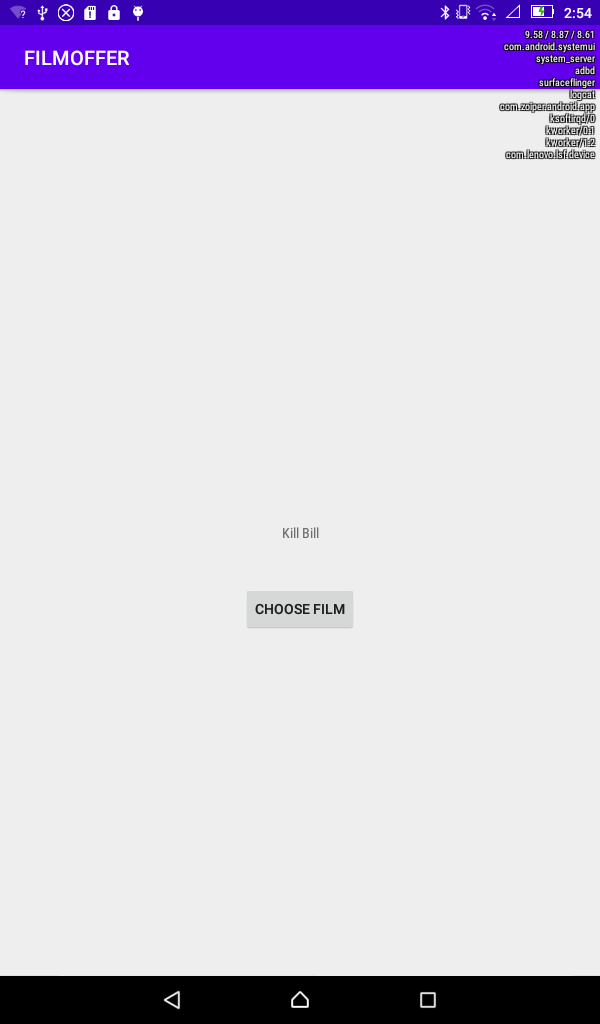 2:54
FILMOFFER
9.58 / 8.87 / 8.61
com.android.systemui
system_server
adbd
surfaceflinger
logcat
com.zoiper.android.app
ksoftirqd/0
kworker/0:1
kworker/1:2
com.lenovo.lsf.device
Kill Bill
CHOOSE FILM